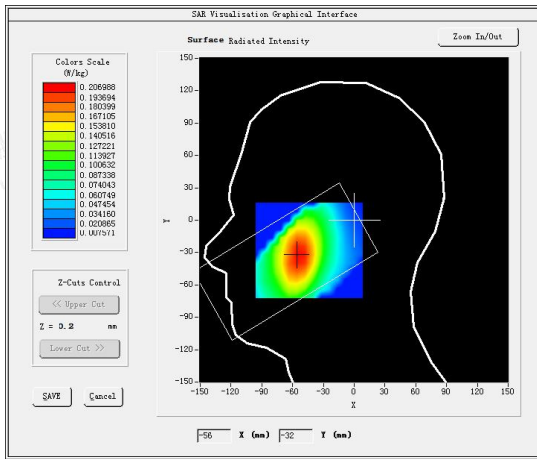 SAR Visualisation Graphical Interface
Surface Radiated Intensity
Zoom In/Out
Colors Scale
(W/kg)
0.206988
0.193694
0.180399
0.167105
0.153810
0.140516
0.127221
0.113927
0.100632
0.087338
0.074043
0.060749
0.047454
0.034160
0.020865
0.007571
150
120
90
60
30
0
-30
-60
-90
-120
-150
Y
-150 -120 -90 -60 -30 0 30 60 90 120 150
X
Z-Cuts Control
<< Upper Cut
Z = 0.2 mm
Lower Cut >>
SAVE Cancel
-56 X (mm) -32 Y (mm)